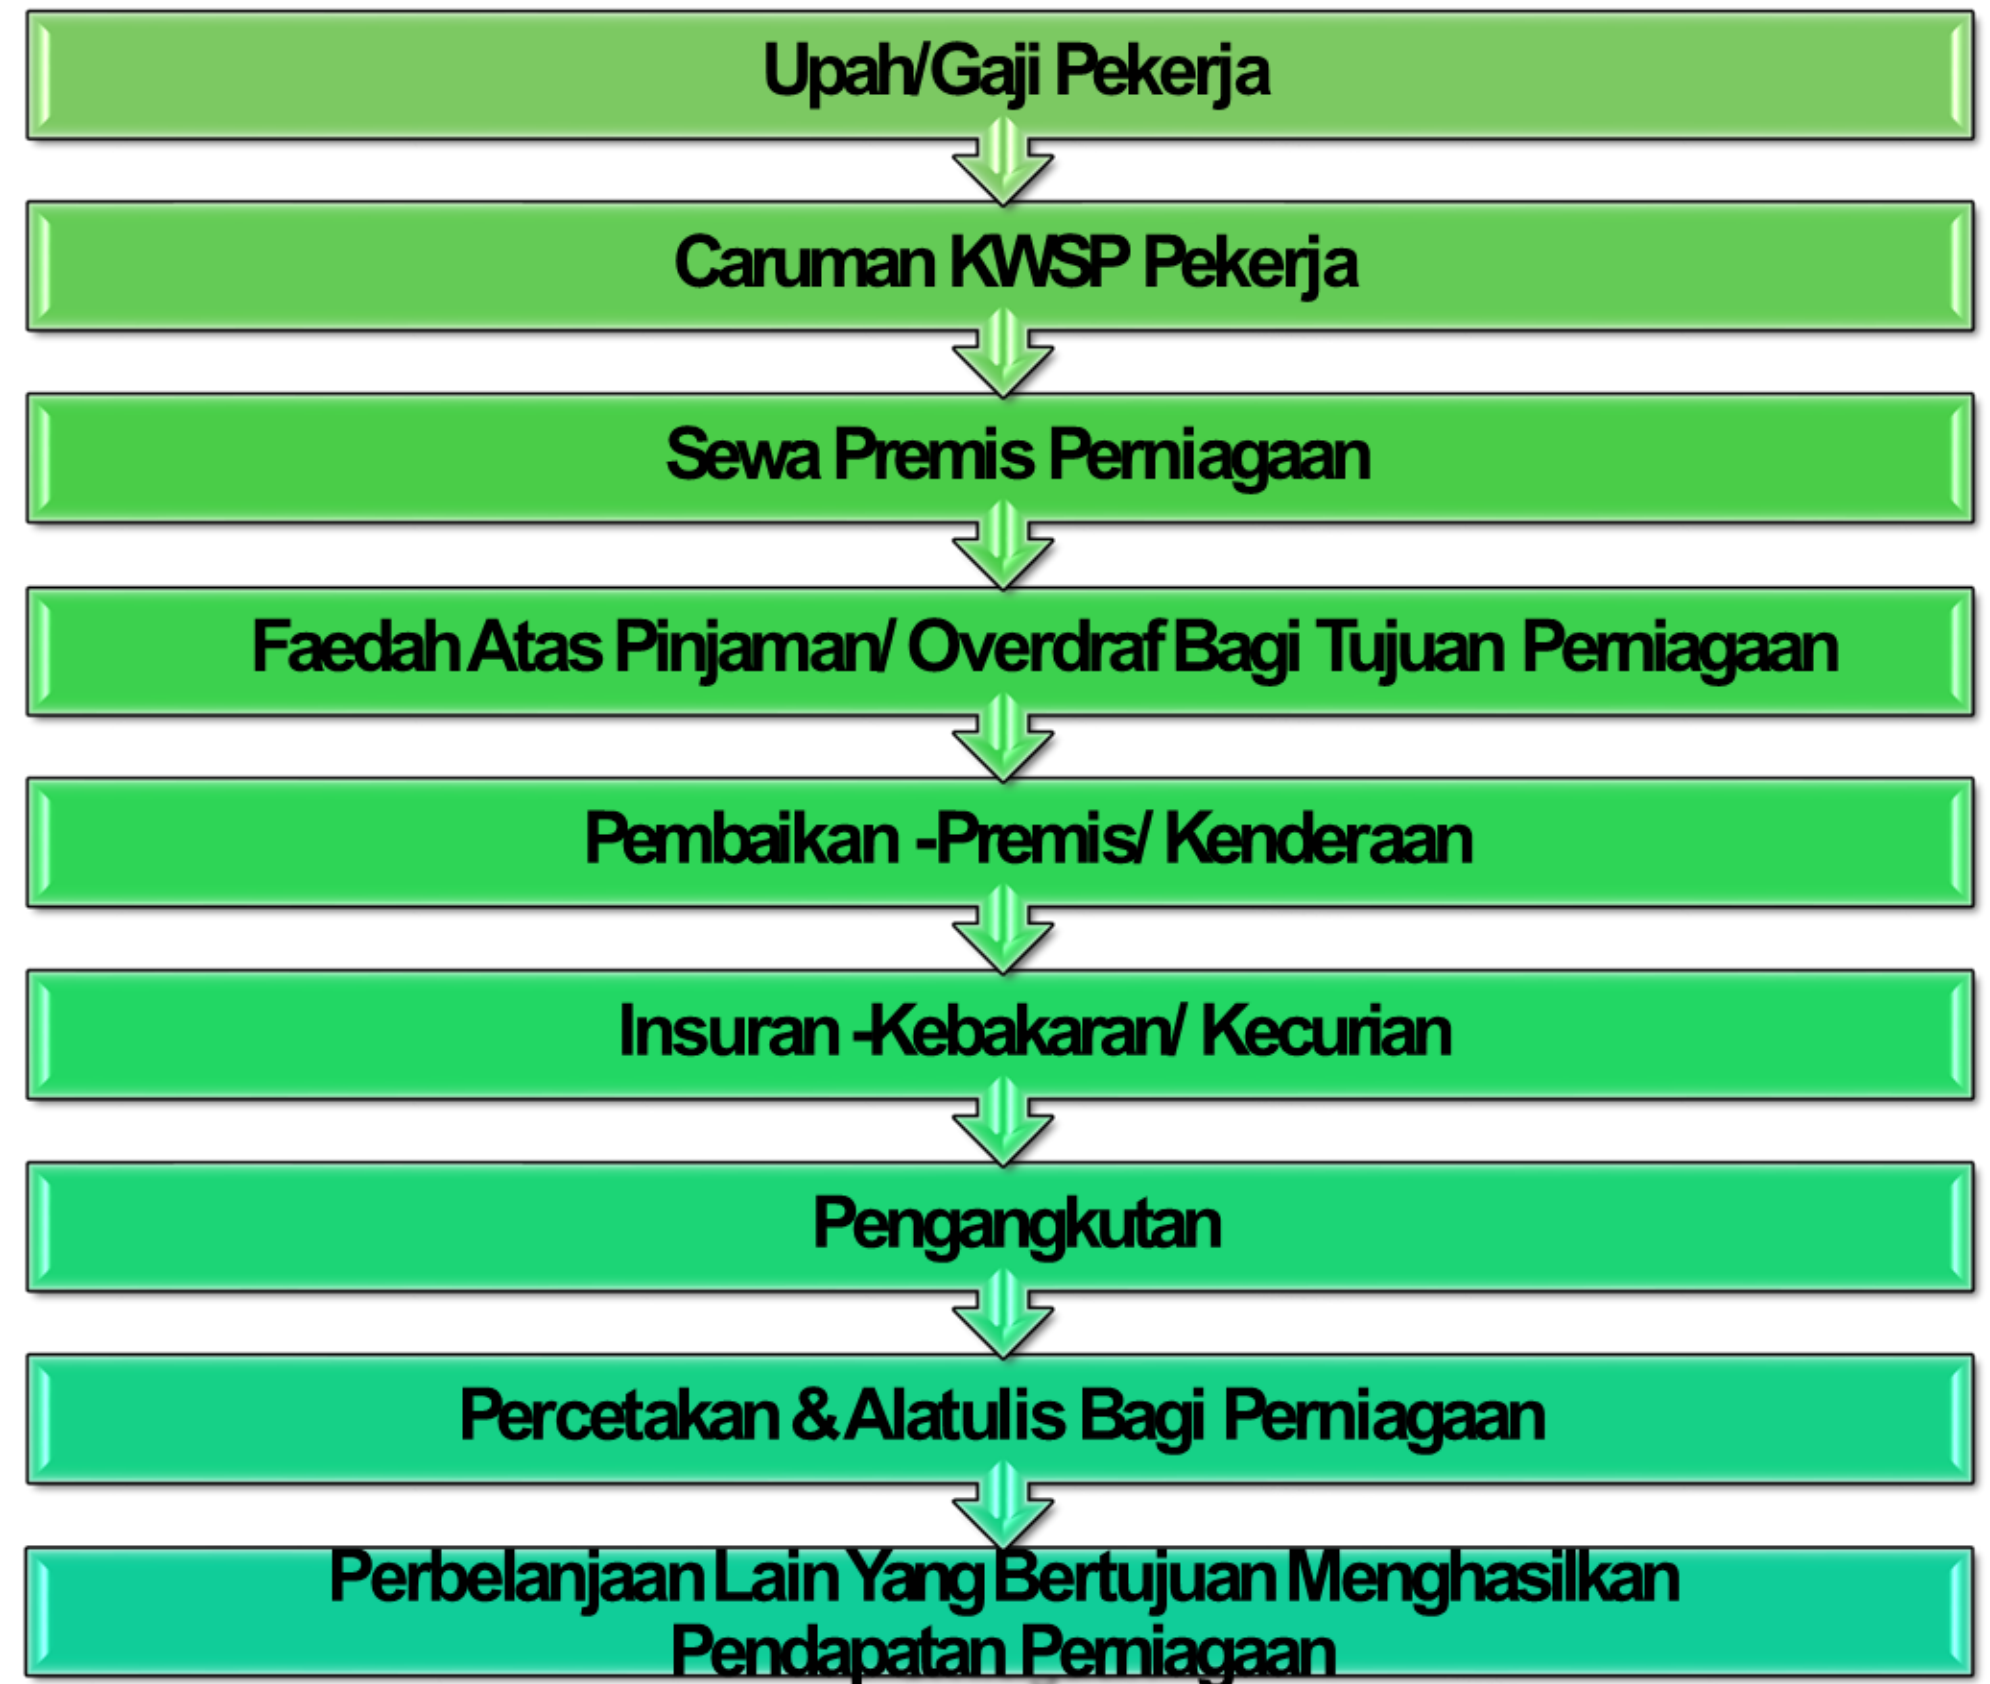 Upah/Gaji Pekerja
Caruman KWSP Pekerja
Sewa Premis Perniagaan
Faedah Atas Pinjaman/ Overdraf Bagi Tujuan Perniagaan
Pembaikan -Premis/ Kenderaan
Insuran -Kebakaran/ Kecurian
Pengangkutan
Percetakan & Alatulis Bagi Perniagaan
Perbelanjaan Lain Yang Bertujuan Menghasilkan
Pendapatan Perniagaan